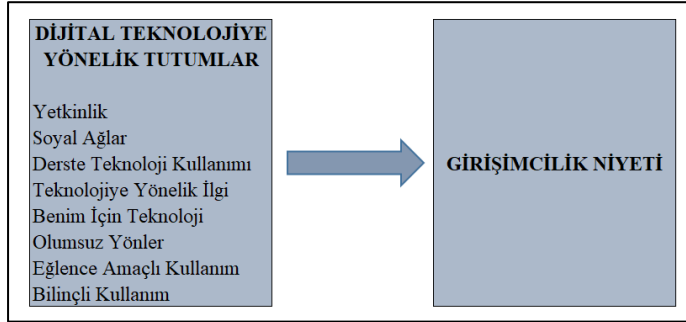 DİJİTAL TEKNOLOJİYE
YÖNELİK TUTUMLAR
Yetkinlik
Soyal Ağlar
Derste Teknoloji Kullanımı
Teknolojiye Yönelik İlgi
Benim İçin Teknoloji
Olumsuz Yönler
Eğlence Amaçlı Kullanım
Bilinçli Kullanım
GİRİŞİMCİLİK NİYETİ